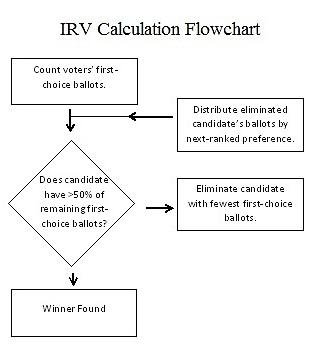 IRV Calculation Flowchart
Count voters' first-
choice ballots.
Distribute eliminated
candidate's ballots by
next-ranked preference.
Does candidate
have >50% of
remaining first-
choice ballots?
Eliminate candidate
with fewest first-choice
ballots.
Winner Found